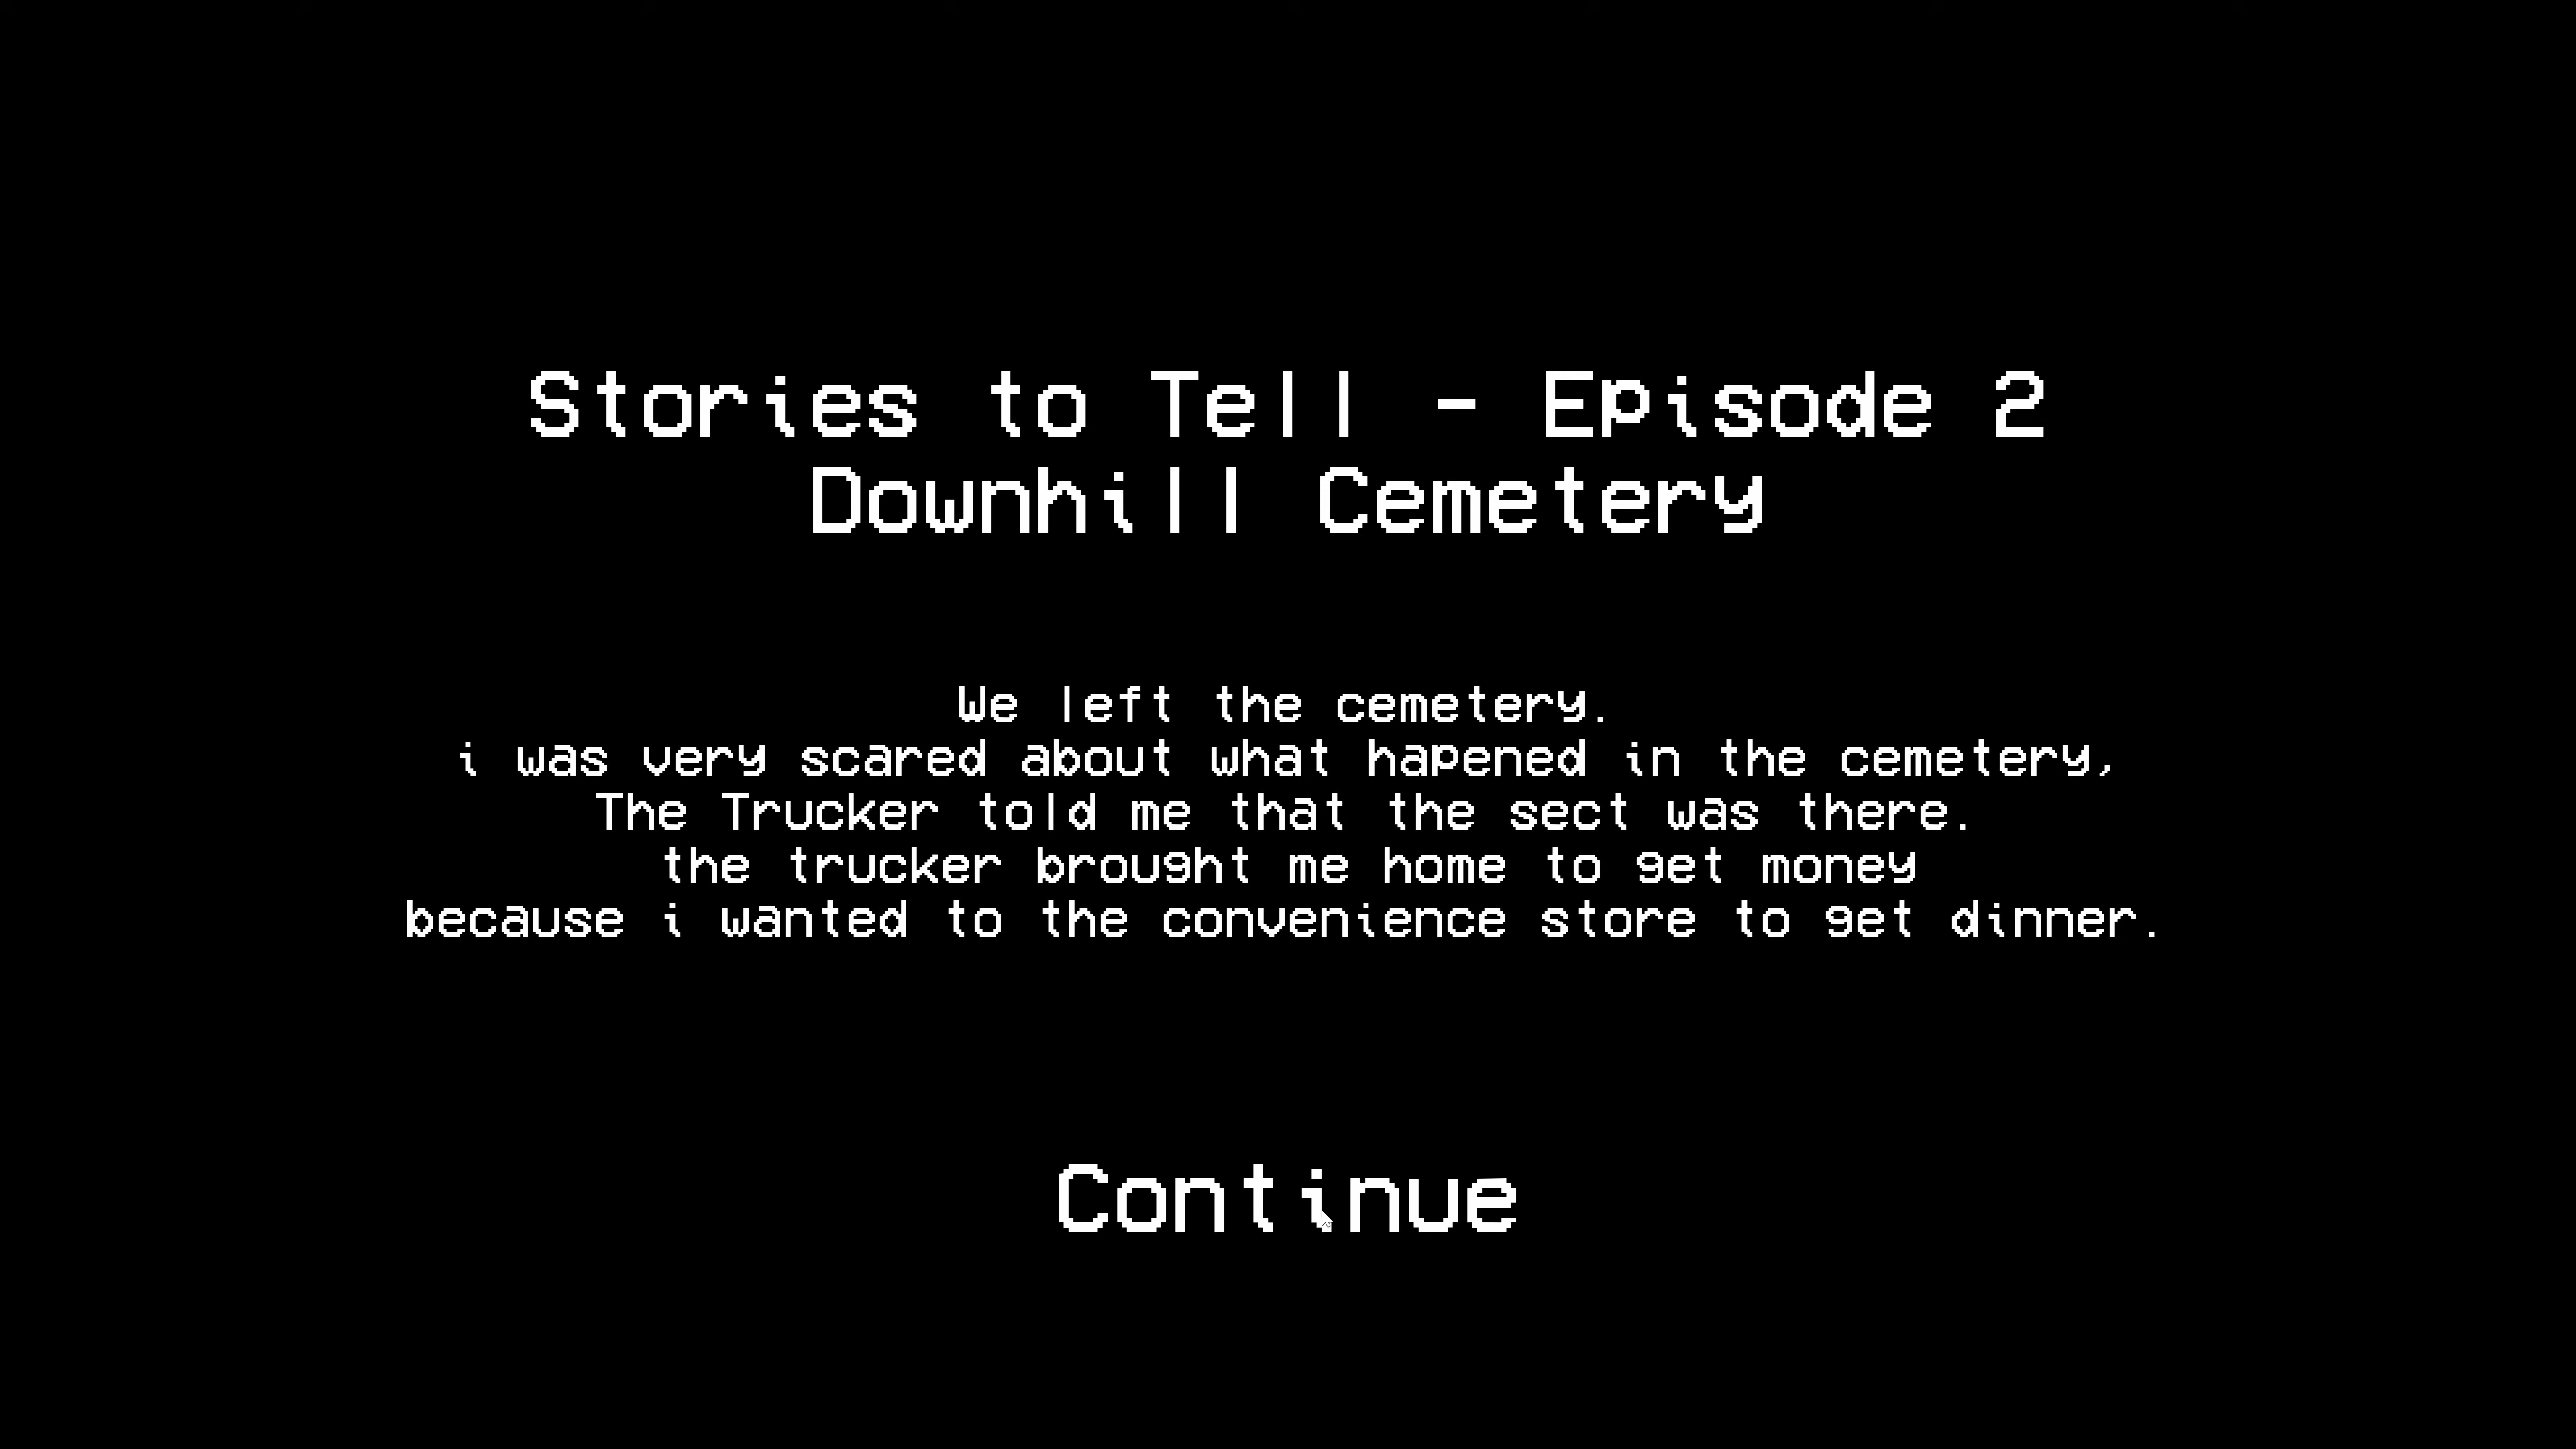 Stories to Tell - Episode 2
Downhill Cemetery
We left the cemetery.
i was very scared about what hapened in the cemetery,
The Trucker told me that the sect was there.
the trucker brought me home to get money
because i wanted to the convenience store to get dinner.
Continue